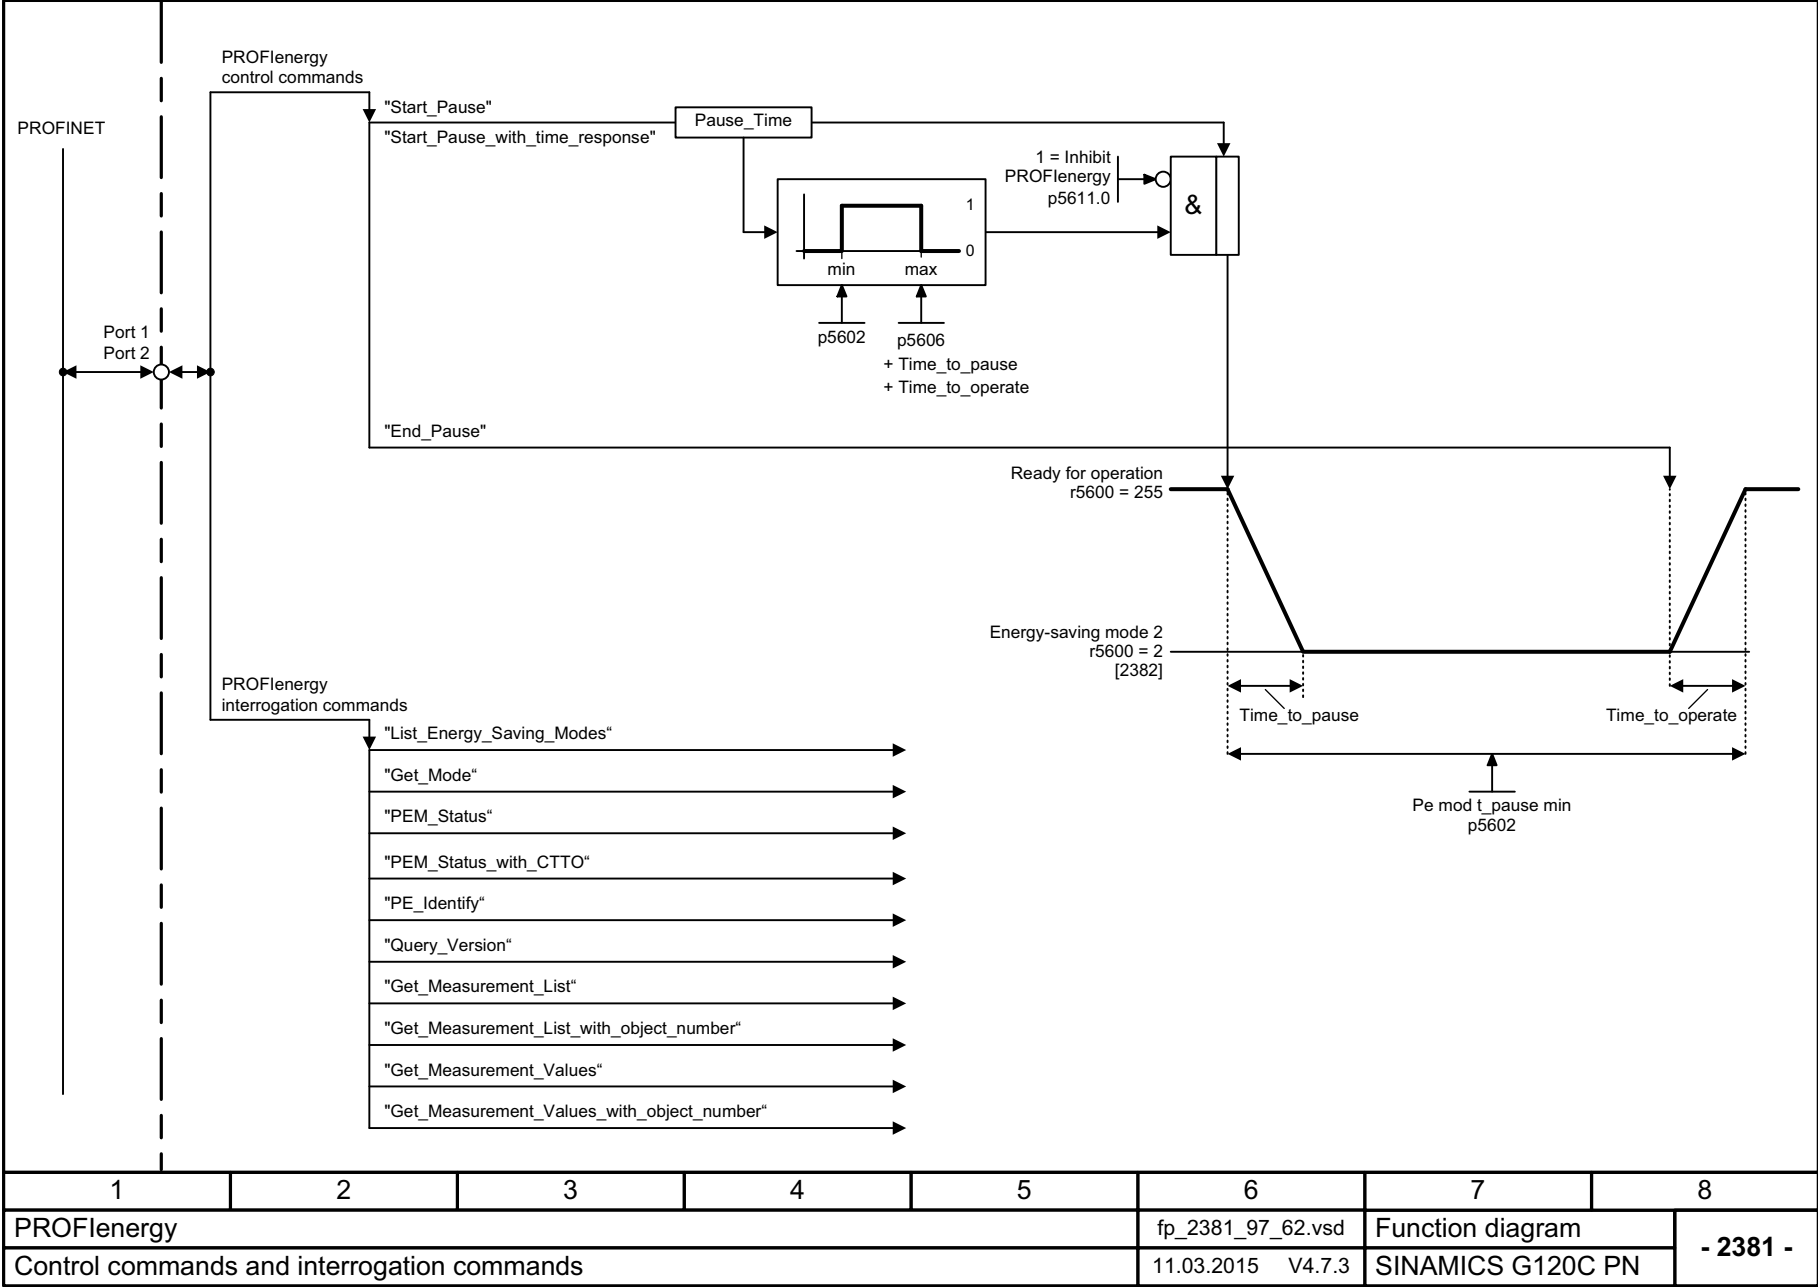 PROFIenergy
control commands
PROFINET
"Start_Pause"
"Start_Pause_with_time_response"
Pause_Time
1 = Inhibit
PROFIenergy
p5611.0
&
1
0
min
max
p5602
p5606
+ Time_to_pause
+ Time_to_operate
Port 1
Port 2
"End_Pause"
Ready for operation
r5600 = 255
Energy-saving mode 2
r5600 = 2
[2382]
Time_to_pause
Time_to_operate
Pe mod t_pause min
p5602
PROFIenergy
interrogation commands
"List_Energy_Saving_Modes“
"Get_Mode“
"PEM_Status“
"PEM_Status_with_CTTO“
"PE_Identify“
"Query_Version“
"Get_Measurement_List“
"Get_Measurement_List_with_object_number“
"Get_Measurement_Values“
"Get_Measurement_Values_with_object_number“
1 2 3 4 5 6 7 8
PROFIenergy
fp_2381_97_62.vsd
Function diagram
- 2381 -
Control commands and interrogation commands
11.03.2015 V4.7.3
SINAMICS G120C PN